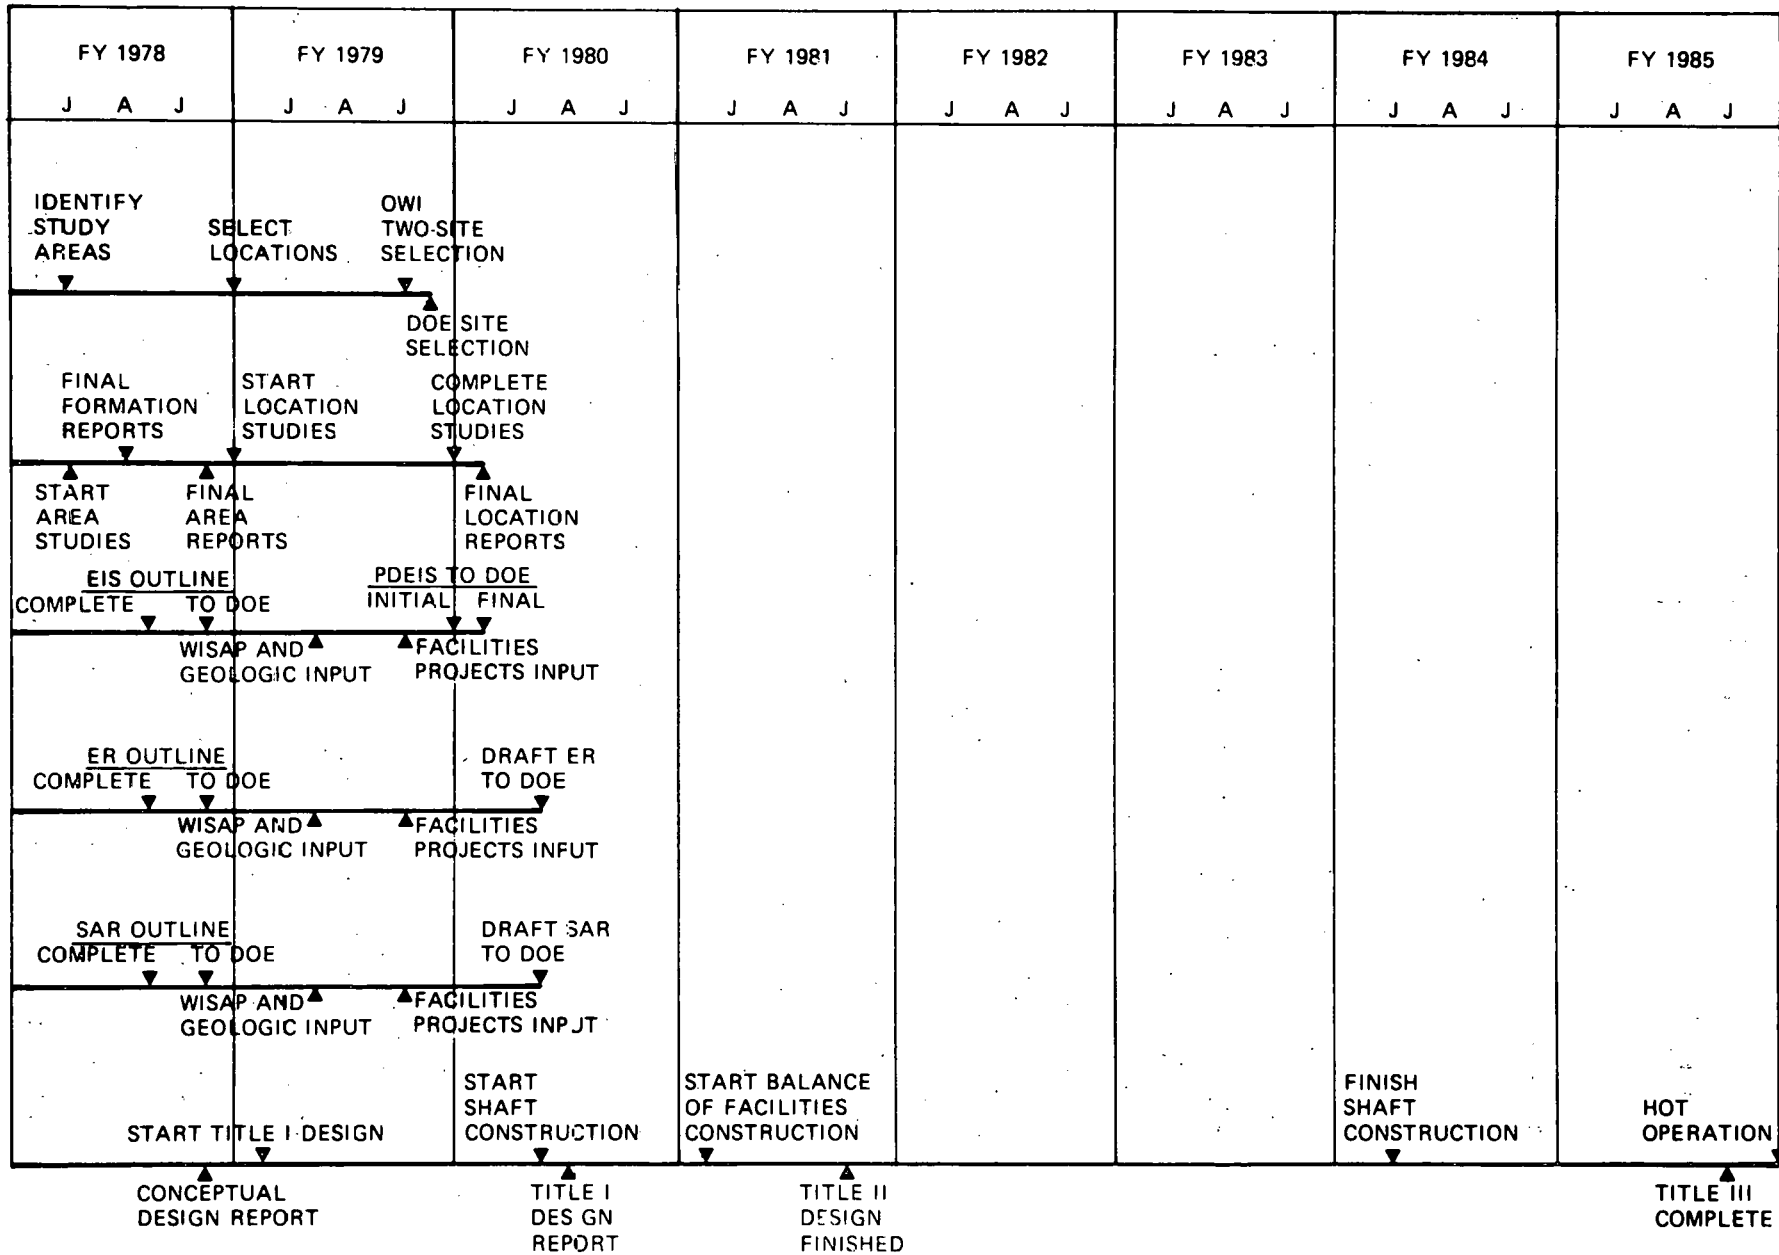 FY 1978 FY 1979 FY 1980 FY 1981 FY 1982 FY 1983 FY 1984 FY 1985
J A J J A J J A J J A J J A J J A J J A J J A J
IDENTIFY
STUDY
AREAS
SELECT
LOCATIONS
OWI
TWO-SITE
SELECTION
DOE SITE
SELECTION
FINAL
FORMATION
REPORTS
START
LOCATION
STUDIES
COMPLETE
LOCATION
STUDIES
START
AREA
STUDIES
FINAL
AREA
REPORTS
FINAL
LOCATION
REPORTS
EIS OUTLINE
COMPLETE TO DOE
PDEIS TO DOE
INITIAL FINAL
WISAP AND
GEOLOGIC INPUT
FACILITIES
PROJECTS INPUT
ER OUTLINE
COMPLETE TO DOE
DRAFT ER
TO DOE
WISAP AND
GEOLOGIC INPUT
FACILITIES
PROJECTS INPUT
SAR OUTLINE
COMPLETE TO DOE
DRAFT SAR
TO DOE
WISAP AND
GEOLOGIC INPUT
FACILITIES
PROJECTS INPUT
START TITLE I DESIGN
START
SHAFT
CONSTRUCTION
START BALANCE
OF FACILITIES
CONSTRUCTION
FINISH
SHAFT
CONSTRUCTION
HOT
OPERATION
CONCEPTUAL
DESIGN REPORT
TITLE I
DESIGN
REPORT
TITLE II
DESIGN
FINISHED
TITLE III
COMPLETE